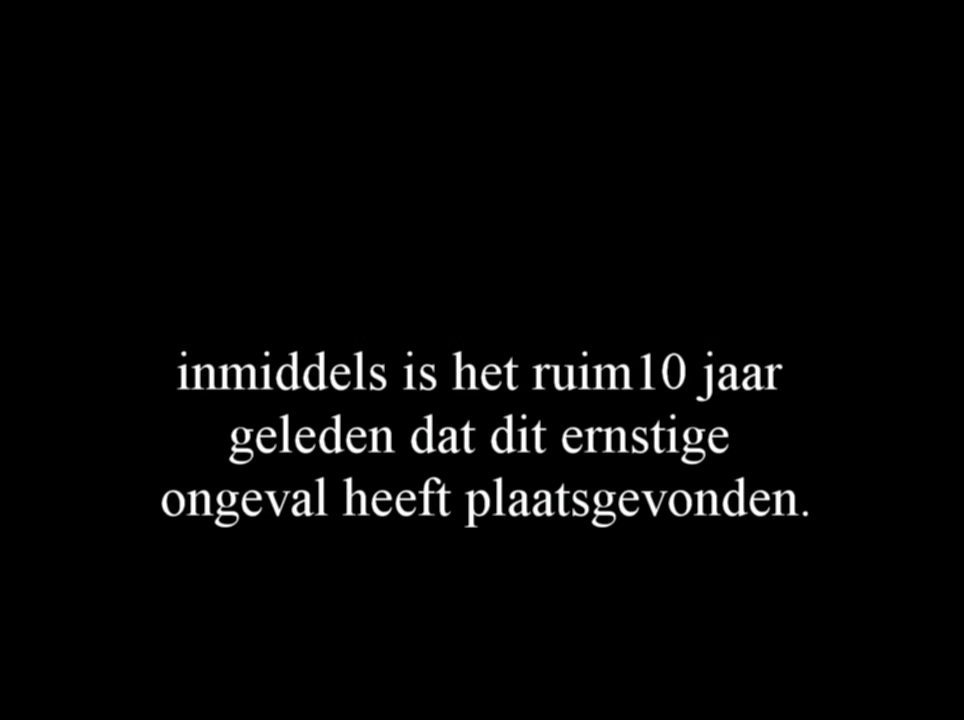 inmiddels is het ruim10 jaar
geleden dat dit ernstige
ongeval heeft plaatsgevonden.